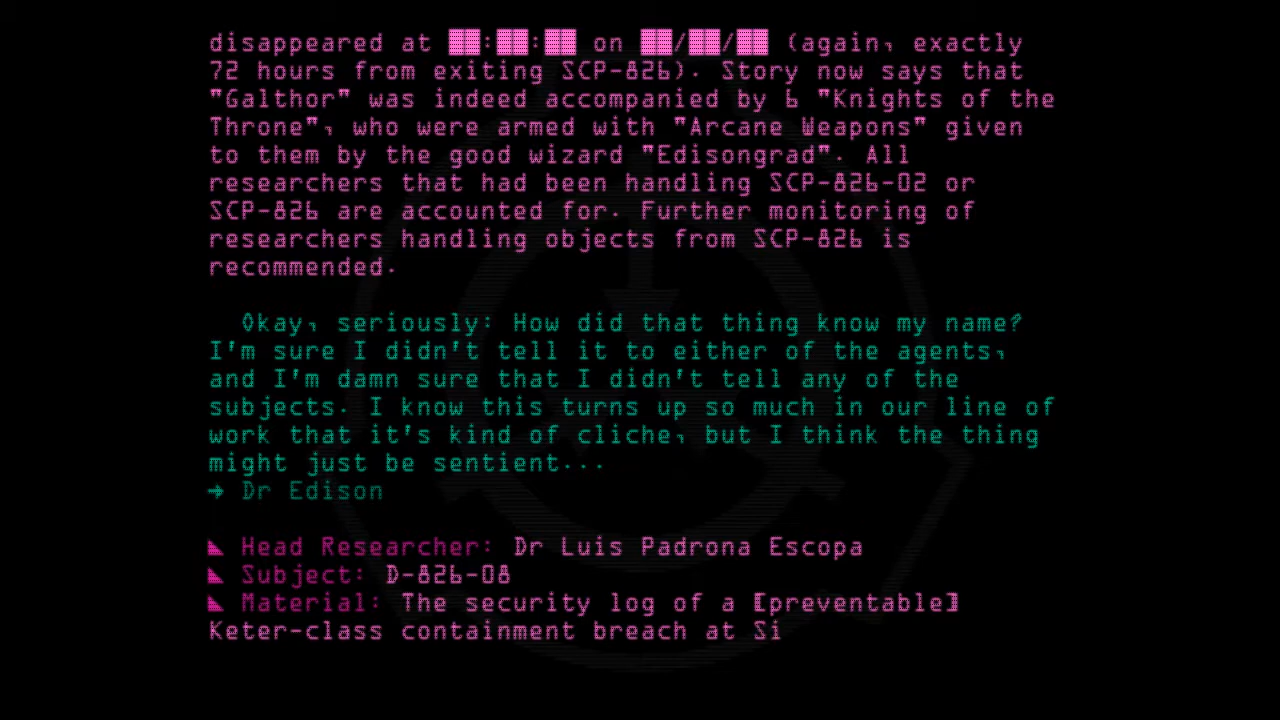 disappeared at ██:██:██ on ██/██/██ (again, exactly
72 hours from exiting SCP-826). Story now says that
"Galthor" was indeed accompanied by 6 "Knights of the
Throne", who were armed with "Arcane Weapons" given
to them by the good wizard "Edisongrad". All
researchers that had been handling SCP-826-02 or
SCP-826 are accounted for. Further monitoring of
researchers handling objects from SCP-826 is
recommended.
Okay, seriously: How did that thing know my name?
I'm sure I didn't tell it to either of the agents,
and I'm damn sure that I didn't tell any of the
subjects. I know this turns up so much in our line of
work that it's kind of cliche, but I think the thing
might just be sentient...
→ Dr Edison
◣ Head Researcher: Dr Luis Padrona Escopa
◣ Subject: D-826-08
◣ Material: The security log of a [preventable]
Keter-class containment breach at Si